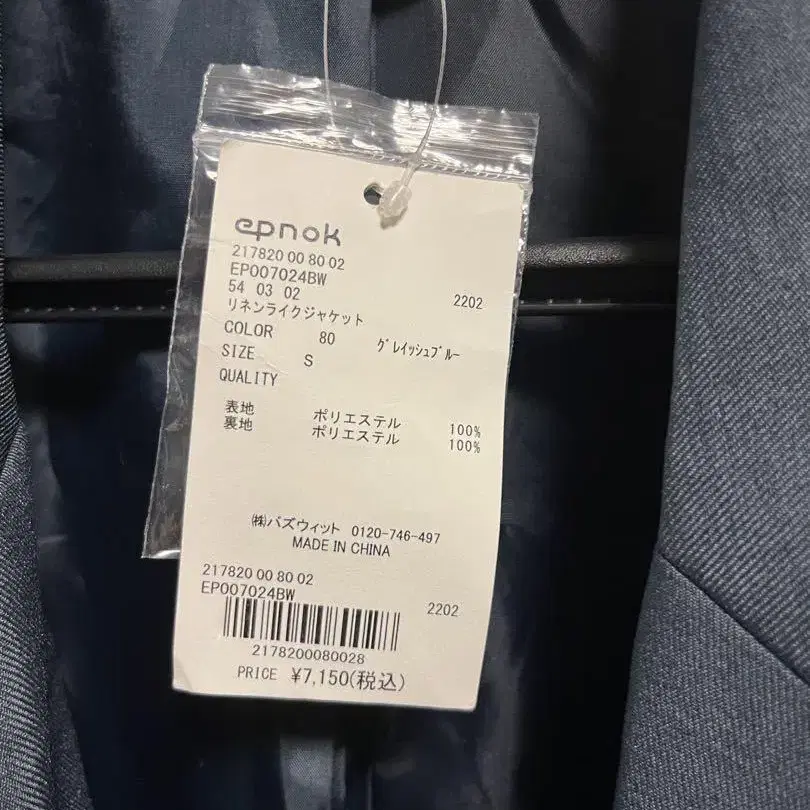 epnok
217820 00 80 02
EP007024BW
54 03 02 2202
リネンライクジャケット
COLOR 80 グレイッシュブルー
SIZE S
QUALITY
表地 ポリエステル 100%
裏地 ポリエステル 100%
㈱バズウィット 0120-746-497
MADE IN CHINA
217820 00 80 02
EP007024BW 2202
2178200080028
PRICE ¥7,150(税込)